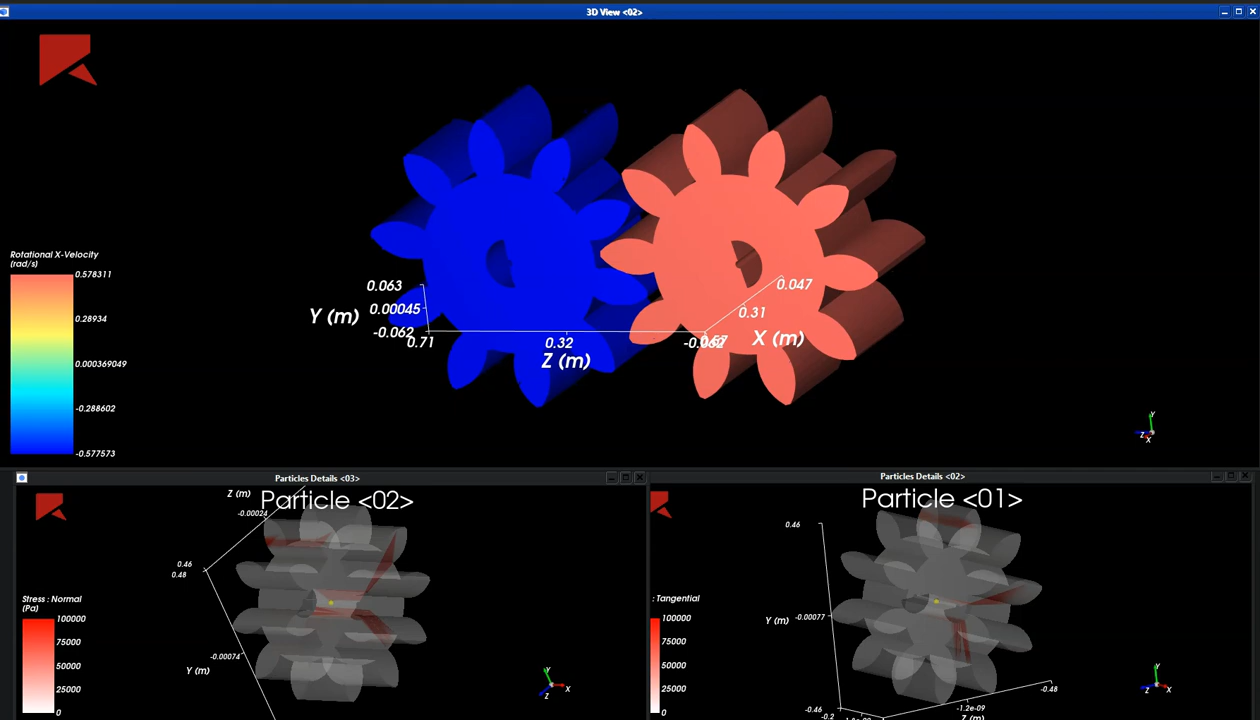 3D View <02>
Rotational X-Velocity
(rad/s)
0.578311
0.28934
0.000369049
-0.288602
-0.577573
0.063
Y (m)
0.00045
-0.062
0.71
0.32
Z (m)
0.047
0.31
X (m)
Y
Z
X
Particles Details <03>
Particle <02>
Z (m)
-0.00024
0.46
0.48
Stress : Normal
(Pa)
100000
75000
50000
25000
0
Y (m)
-0.00074
Y
X
Z
Particles Details <02>
Particle <01>
0.46
: Tangential
100000
75000
50000
25000
0
Y (m)
-0.00077
-0.46
-0.2
-0.48
-1.2e-09
Z (m)
Y
Z
X